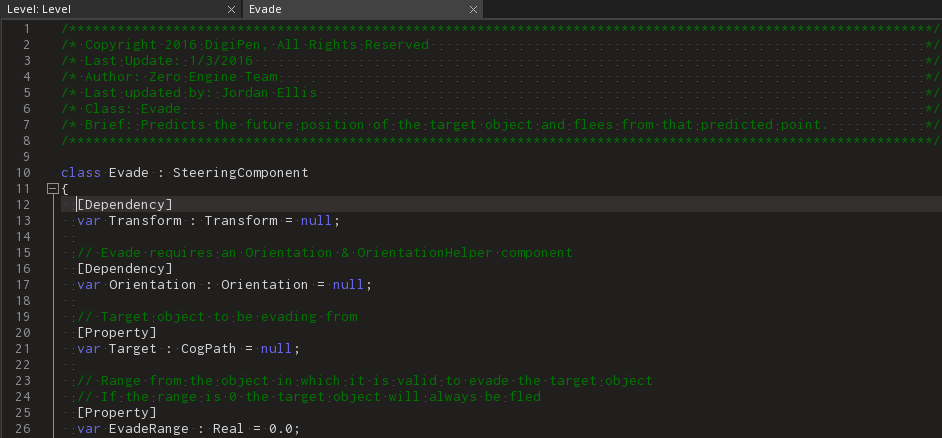 Level: Level × Evade ×
1 /*************************************************************************************************************/
2 /* Copyright 2016 DigiPen, All Rights Reserved */
3 /* Last Update: 1/3/2016 */
4 /* Author: Zero Engine Team */
5 /* Last updated by: Jordan Ellis */
6 /* Class: Evade */
7 /* Brief: Predicts the future position of the target object and flees from that predicted point. */
8 /*************************************************************************************************************/
9
10 class Evade : SteeringComponent
11 {
12 [Dependency]
13 var Transform : Transform = null;
14
15 // Evade requires an Orientation & OrientationHelper component
16 [Dependency]
17 var Orientation : Orientation = null;
18
19 // Target object to be evading from
20 [Property]
21 var Target : CogPath = null;
22
23 // Range from the object in which it is valid to evade the target object
24 // If the range is 0 the target object will always be fled
25 [Property]
26 var EvadeRange : Real = 0.0;